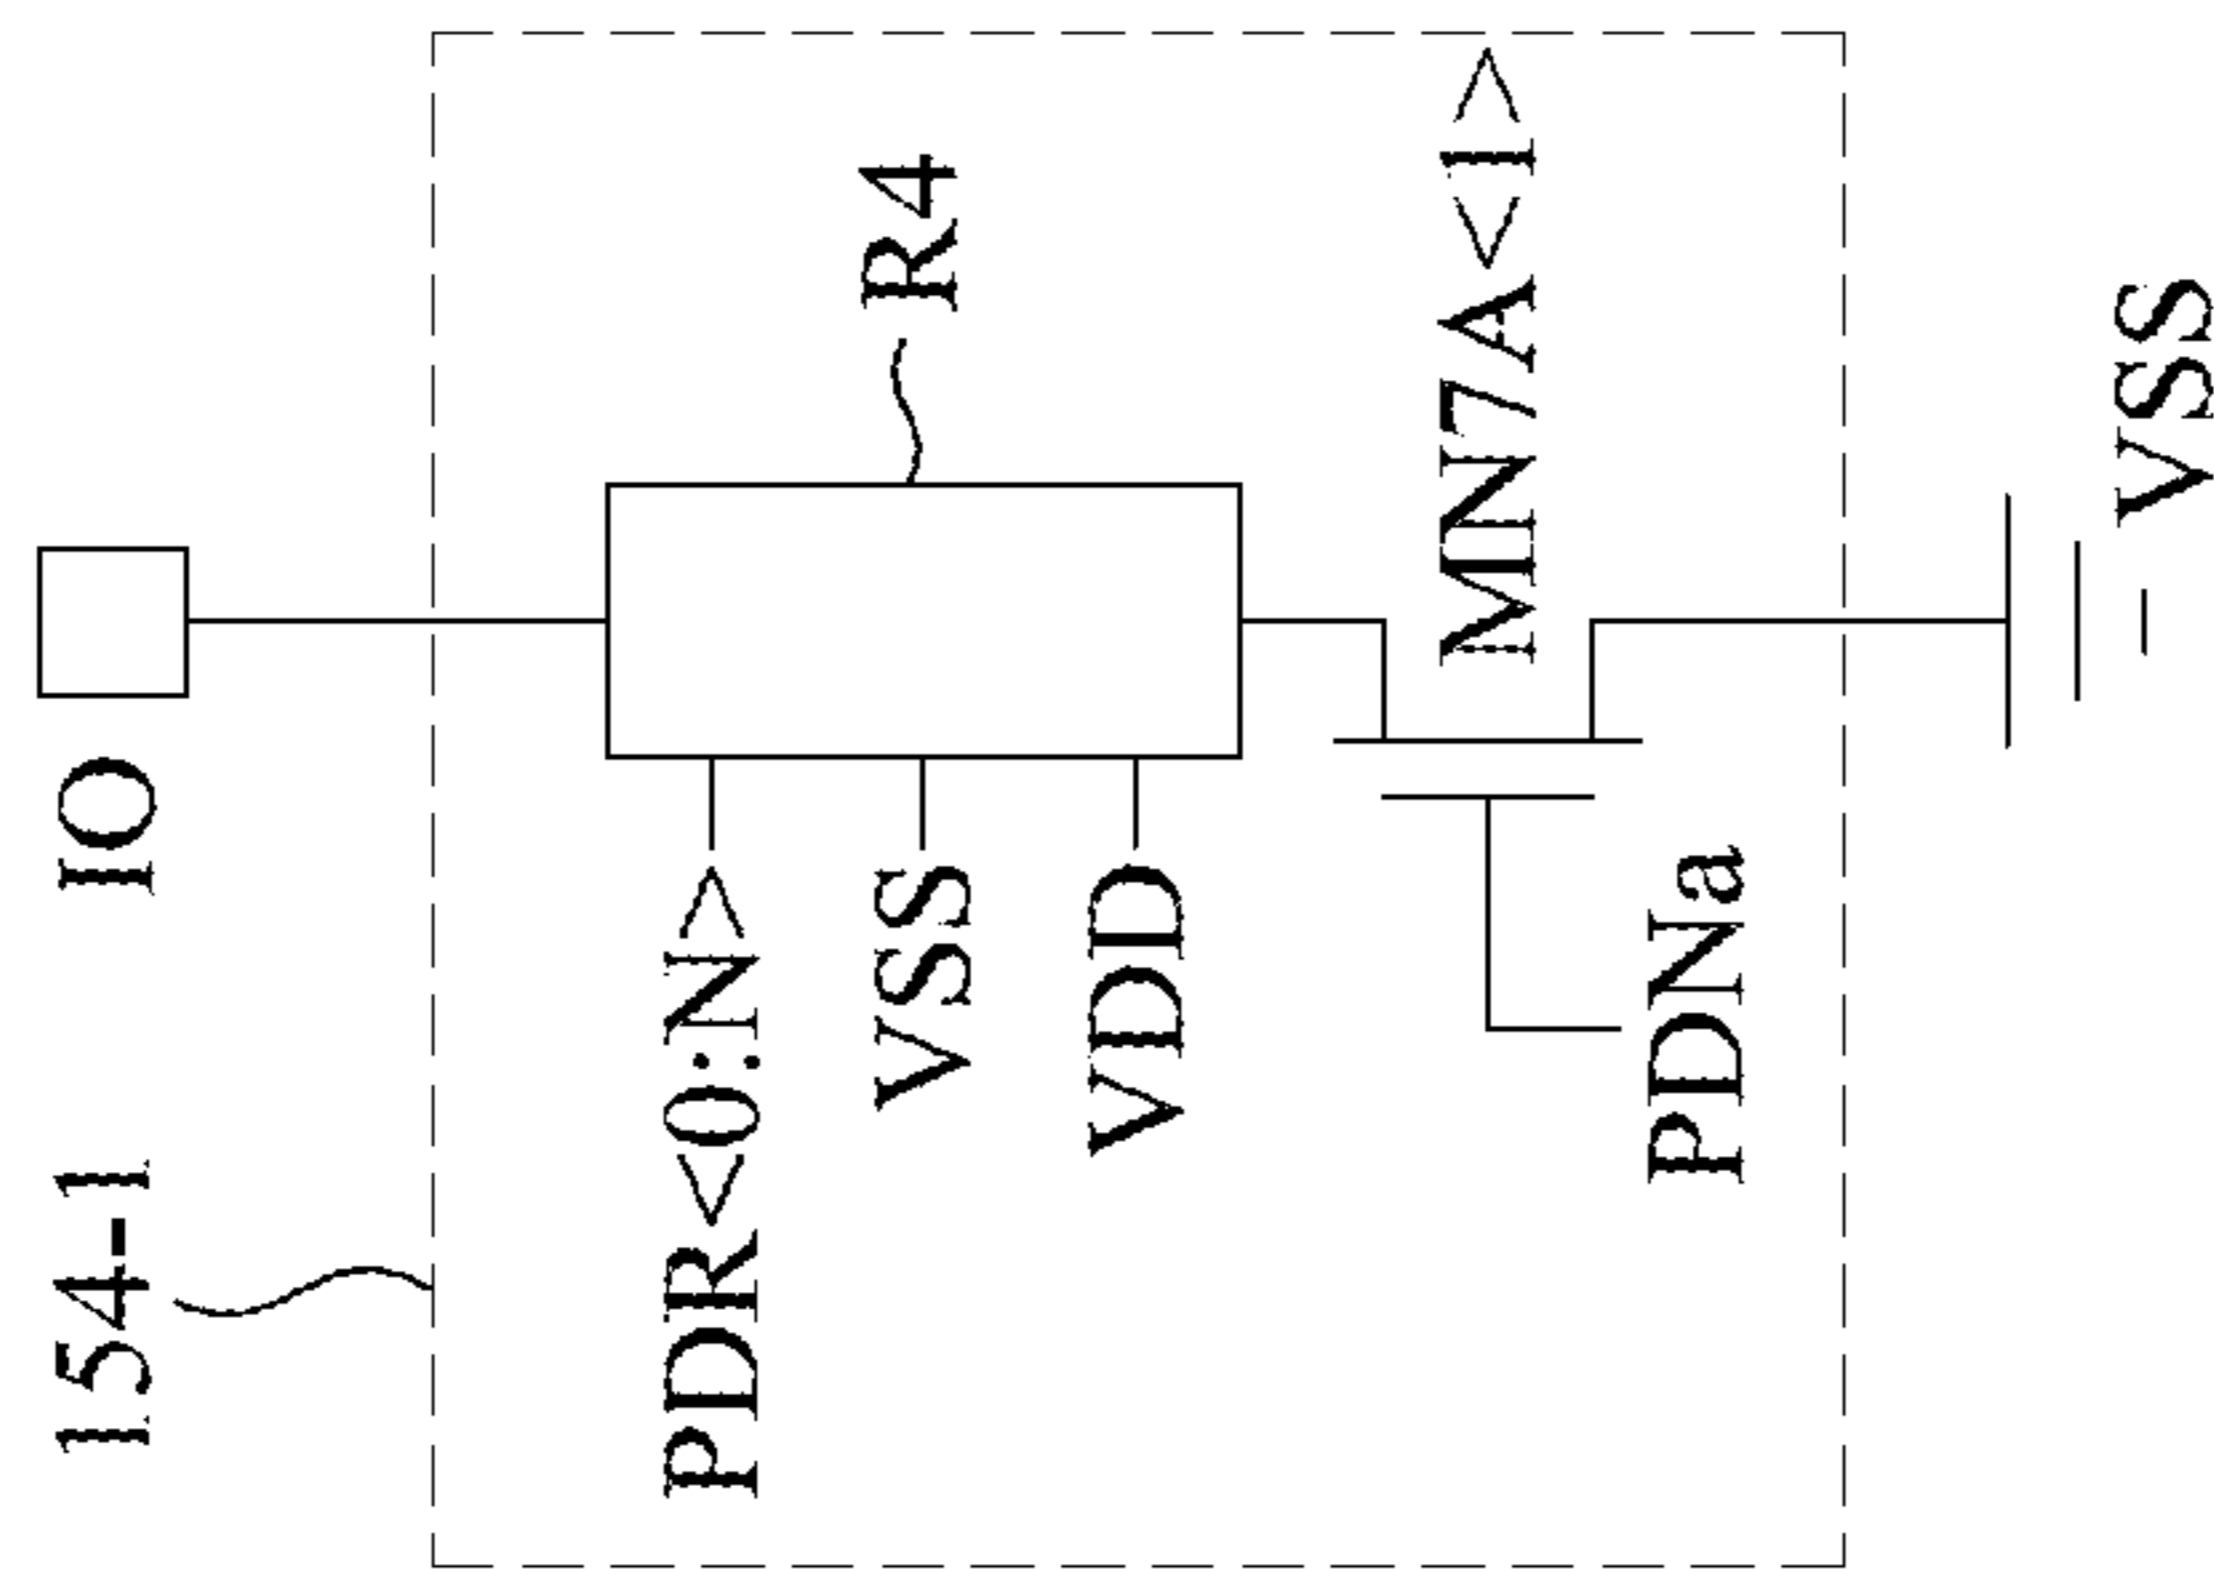 154-1
IO
PDR<0:N>
VSS
R4
VDD
MN7A<1>
PDNa
VSS